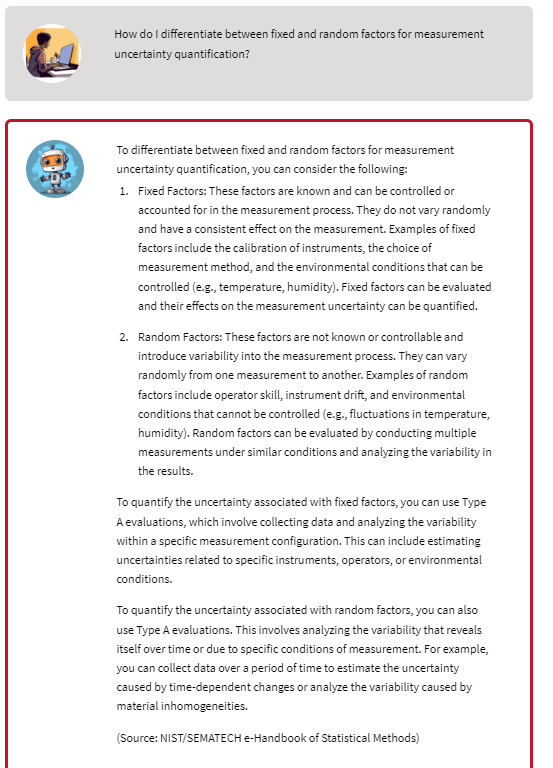 How do I differentiate between fixed and random factors for measurement
uncertainty quantification?
To differentiate between fixed and random factors for measurement
uncertainty quantification, you can consider the following:
1. Fixed Factors: These factors are known and can be controlled or
accounted for in the measurement process. They do not vary randomly
and have a consistent effect on the measurement. Examples of fixed
factors include the calibration of instruments, the choice of
measurement method, and the environmental conditions that can be
controlled (e.g., temperature, humidity). Fixed factors can be evaluated
and their effects on the measurement uncertainty can be quantified.
2. Random Factors: These factors are not known or controllable and
introduce variability into the measurement process. They can vary
randomly from one measurement to another. Examples of random
factors include operator skill, instrument drift, and environmental
conditions that cannot be controlled (e.g., fluctuations in temperature,
humidity). Random factors can be evaluated by conducting multiple
measurements under similar conditions and analyzing the variability in
the results.
To quantify the uncertainty associated with fixed factors, you can use Type
A evaluations, which involve collecting data and analyzing the variability
within a specific measurement configuration. This can include estimating
uncertainties related to specific instruments, operators, or environmental
conditions.
To quantify the uncertainty associated with random factors, you can also
use Type A evaluations. This involves analyzing the variability that reveals
itself over time or due to specific conditions of measurement. For example,
you can collect data over a period of time to estimate the uncertainty
caused by time-dependent changes or analyze the variability caused by
material inhomogeneities.
(Source: NIST/SEMATECH e-Handbook of Statistical Methods)